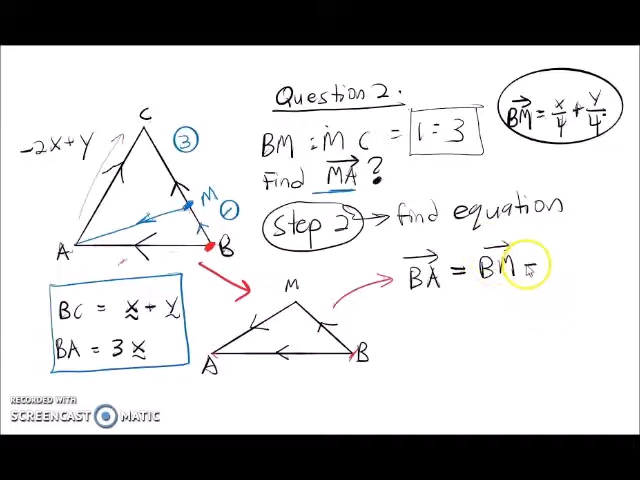 Question 2.
BM : M C = 1 : 3
Find MA ?
BM = x/4 + y/4
Step 2 → find equation
BA = BM =
C
-2x+y
3
M
1
A
B
BC = x + y
BA = 3x
M
A
B
RECORDED WITH
SCREENCAST MATIC